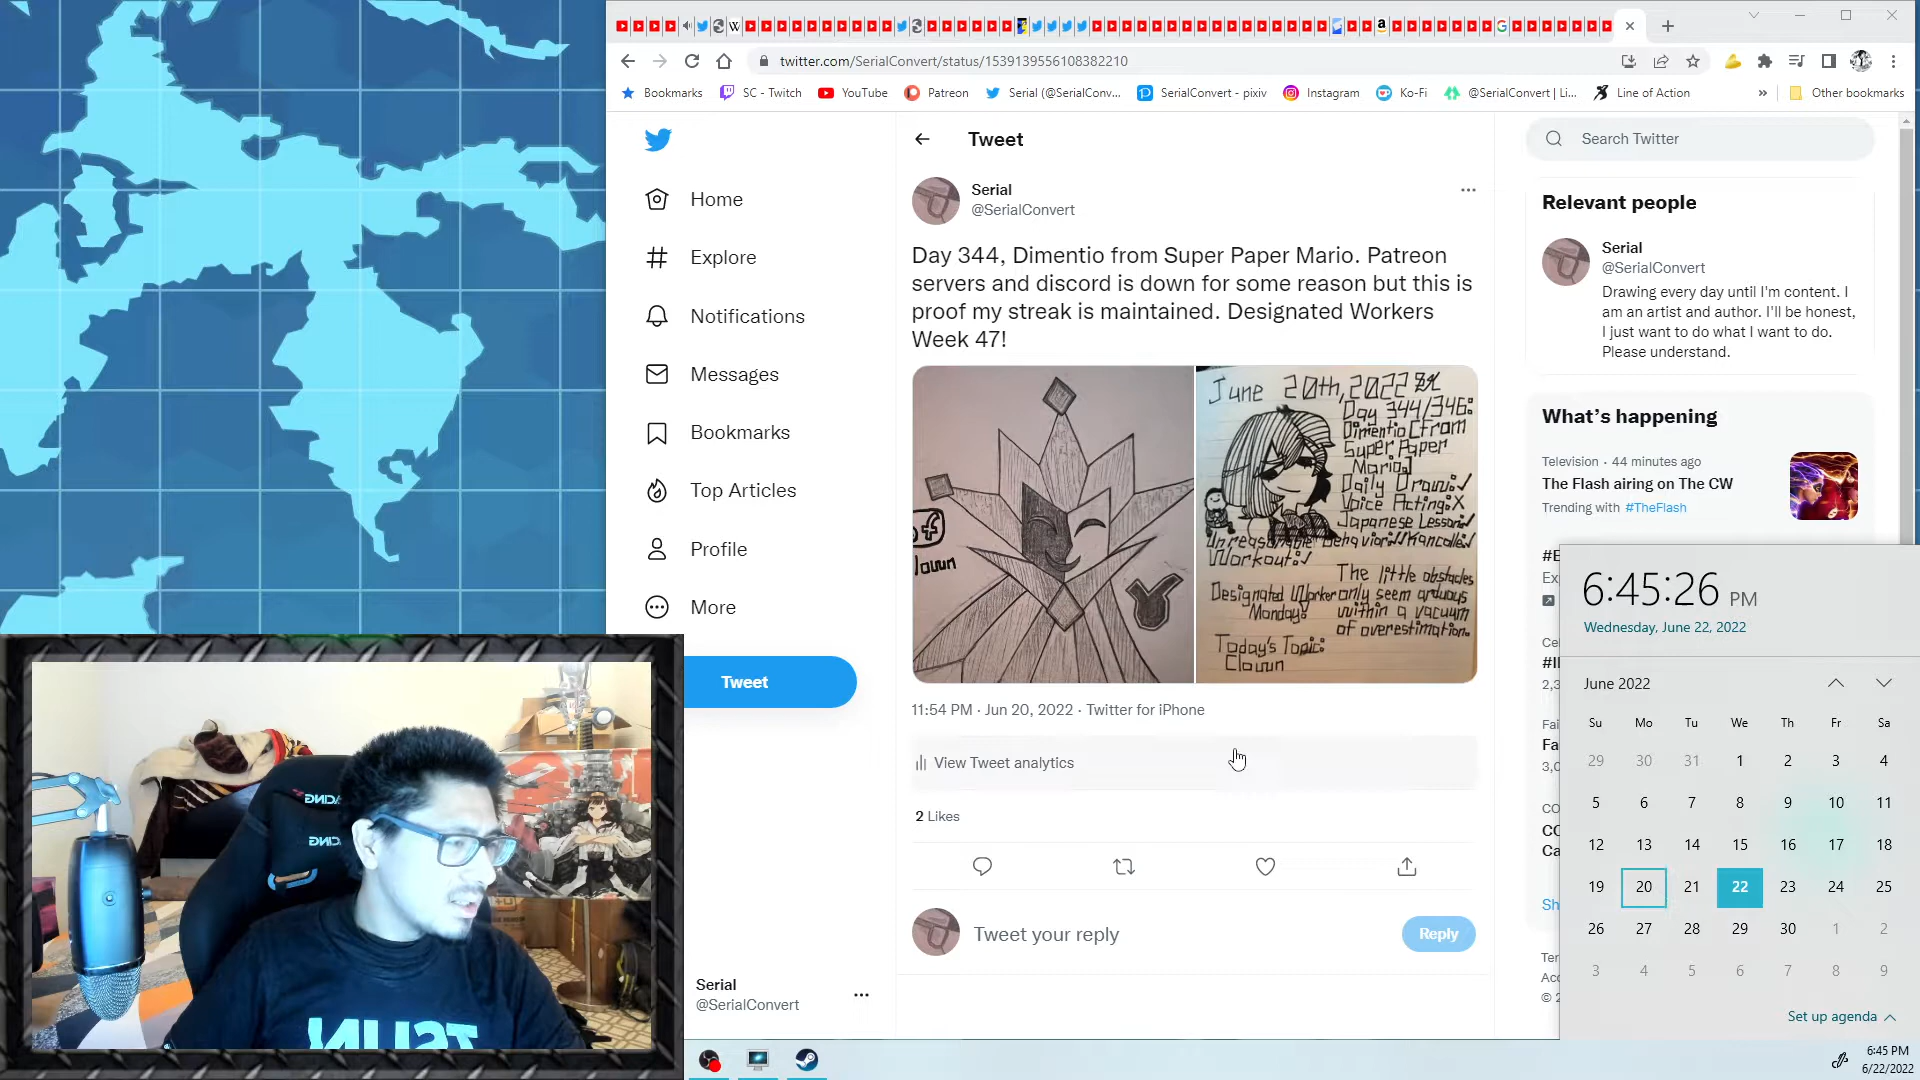 twitter.com/SerialConvert/status/1539139556108382210
Bookmarks
SC - Twitch
YouTube
Patreon
Serial (@SerialConv...
SerialConvert - pixiv
Instagram
Ko-Fi
@SerialConvert | Li...
Line of Action
»
Other bookmarks
Home
Explore
Notifications
Messages
Bookmarks
Top Articles
Profile
More
Tweet
Serial
@SerialConvert
Tweet
Serial
@SerialConvert
Day 344, Dimentio from Super Paper Mario. Patreon
servers and discord is down for some reason but this is
proof my streak is maintained. Designated Workers
Week 47!
June 20th, 2022
Day 344/346:
Dimentio [From
Super Paper
Mario]
Daily Draw:✓
Voice Acting:X
Japanese Lesson:✓
Unreasonable Behavior:✓ Kancolle:✓
Workout:✓
The little obstacles
only seem arduous
within a vacuum
of overestimation.
Designated Worker
Monday:
Today's Topic:
Clown
11:54 PM · Jun 20, 2022 · Twitter for iPhone
View Tweet analytics
2 Likes
Tweet your reply
Reply
Search Twitter
Relevant people
Serial
@SerialConvert
Drawing every day until I'm content. I
am an artist and author. I'll be honest,
I just want to do what I want to do.
Please understand.
What's happening
Television · 44 minutes ago
The Flash airing on The CW
Trending with #TheFlash
6:45:26 PM
Wednesday, June 22, 2022
June 2022
Su Mo Tu We Th Fr Sa
29 30 31 1 2 3 4
5 6 7 8 9 10 11
12 13 14 15 16 17 18
19 20 21 22 23 24 25
26 27 28 29 30 1 2
3 4 5 6 7 8 9
Set up agenda
6:45 PM
6/22/2022